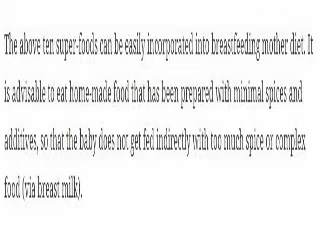 The above ten super-foods can be easily incorporated into breastfeeding mother diet. It
is advisable to eat home-made food that has been prepared with minimal spices and
additives, so that the baby does not get fed indirectly with too much spice or complex
food (via breast milk).